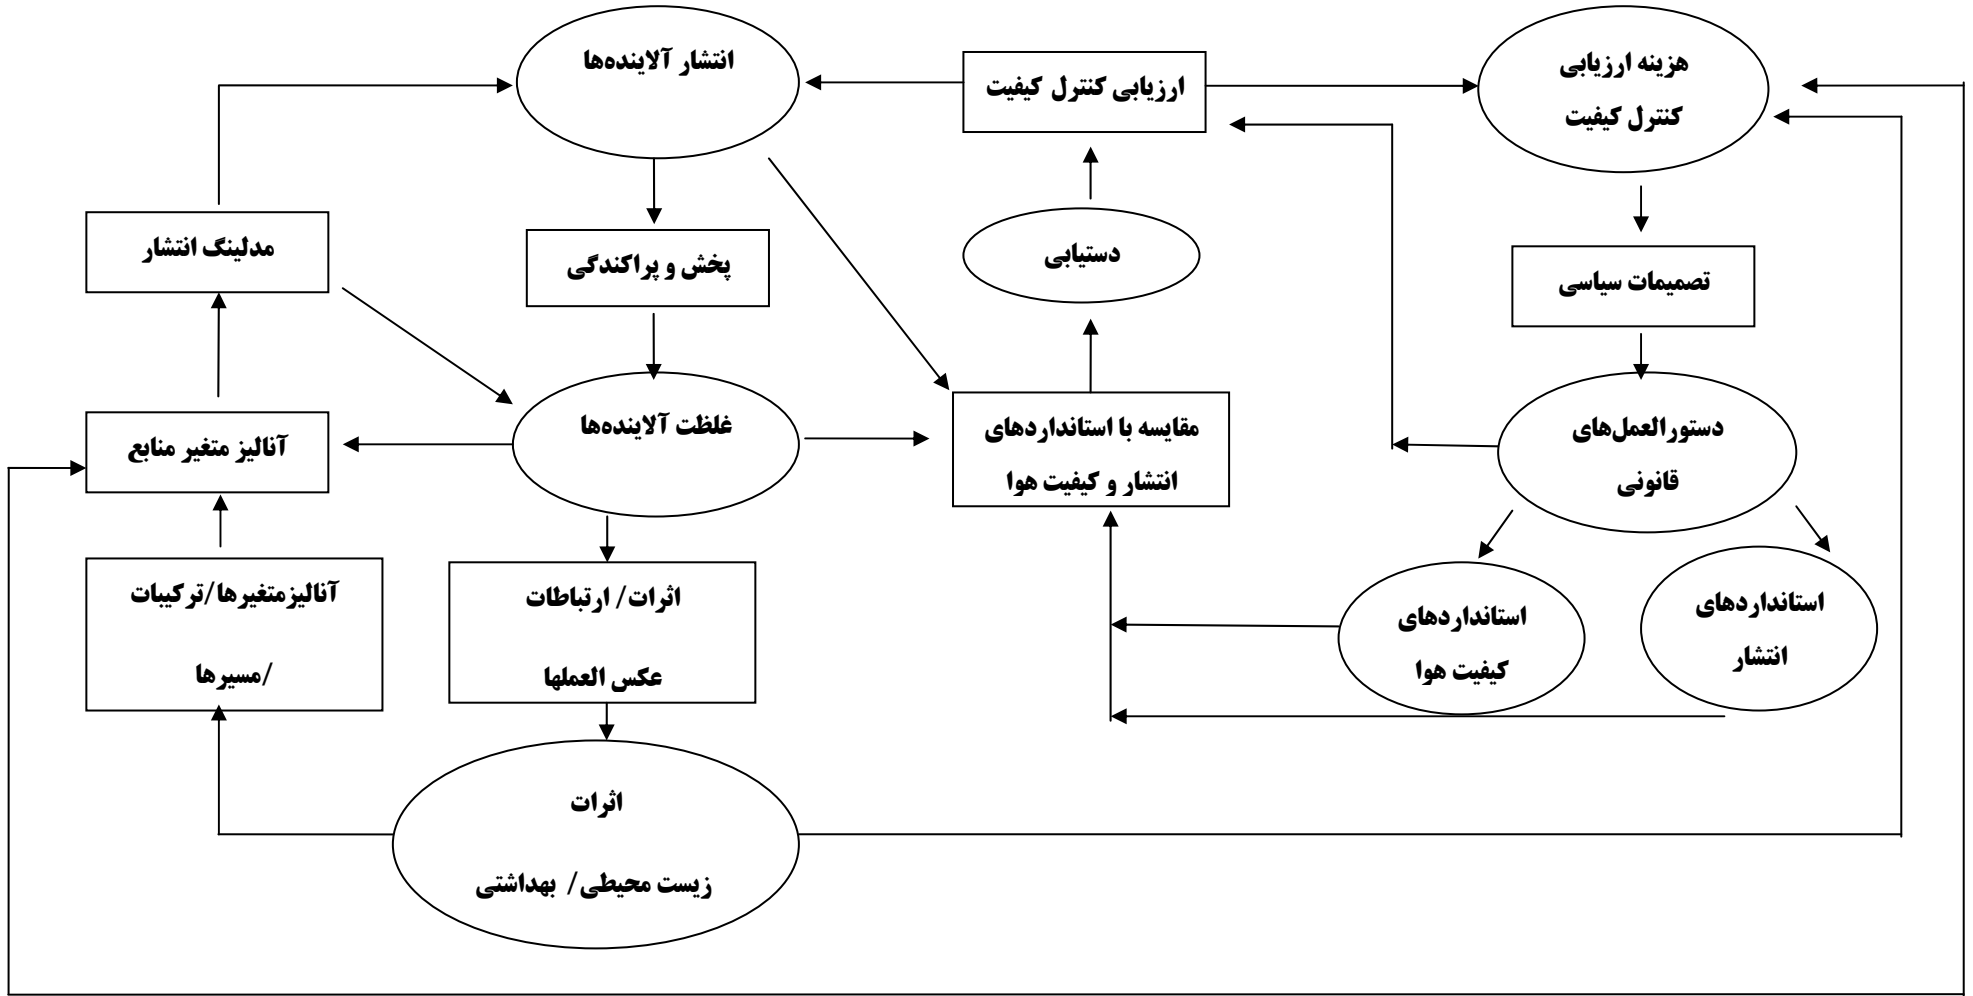 هزینه ارزیابی
کنترل کیفیت
ارزیابی کنترل کیفیت
انتشار آلاینده‌ها
دستیابی
پخش و پراکندگی
مدلینگ انتشار
تصمیمات سیاسی
دستورالعمل‌های
قانونی
مقایسه با استانداردهای
انتشار و کیفیت هوا
غلظت آلاینده‌ها
آنالیز متغیر منابع
استانداردهای
انتشار
استانداردهای
کیفیت هوا
اثرات/ ارتباطات
عکس العملها
آنالیزمتغیرها/ترکیبات
/مسیرها
اثرات
زیست محیطی/ بهداشتی